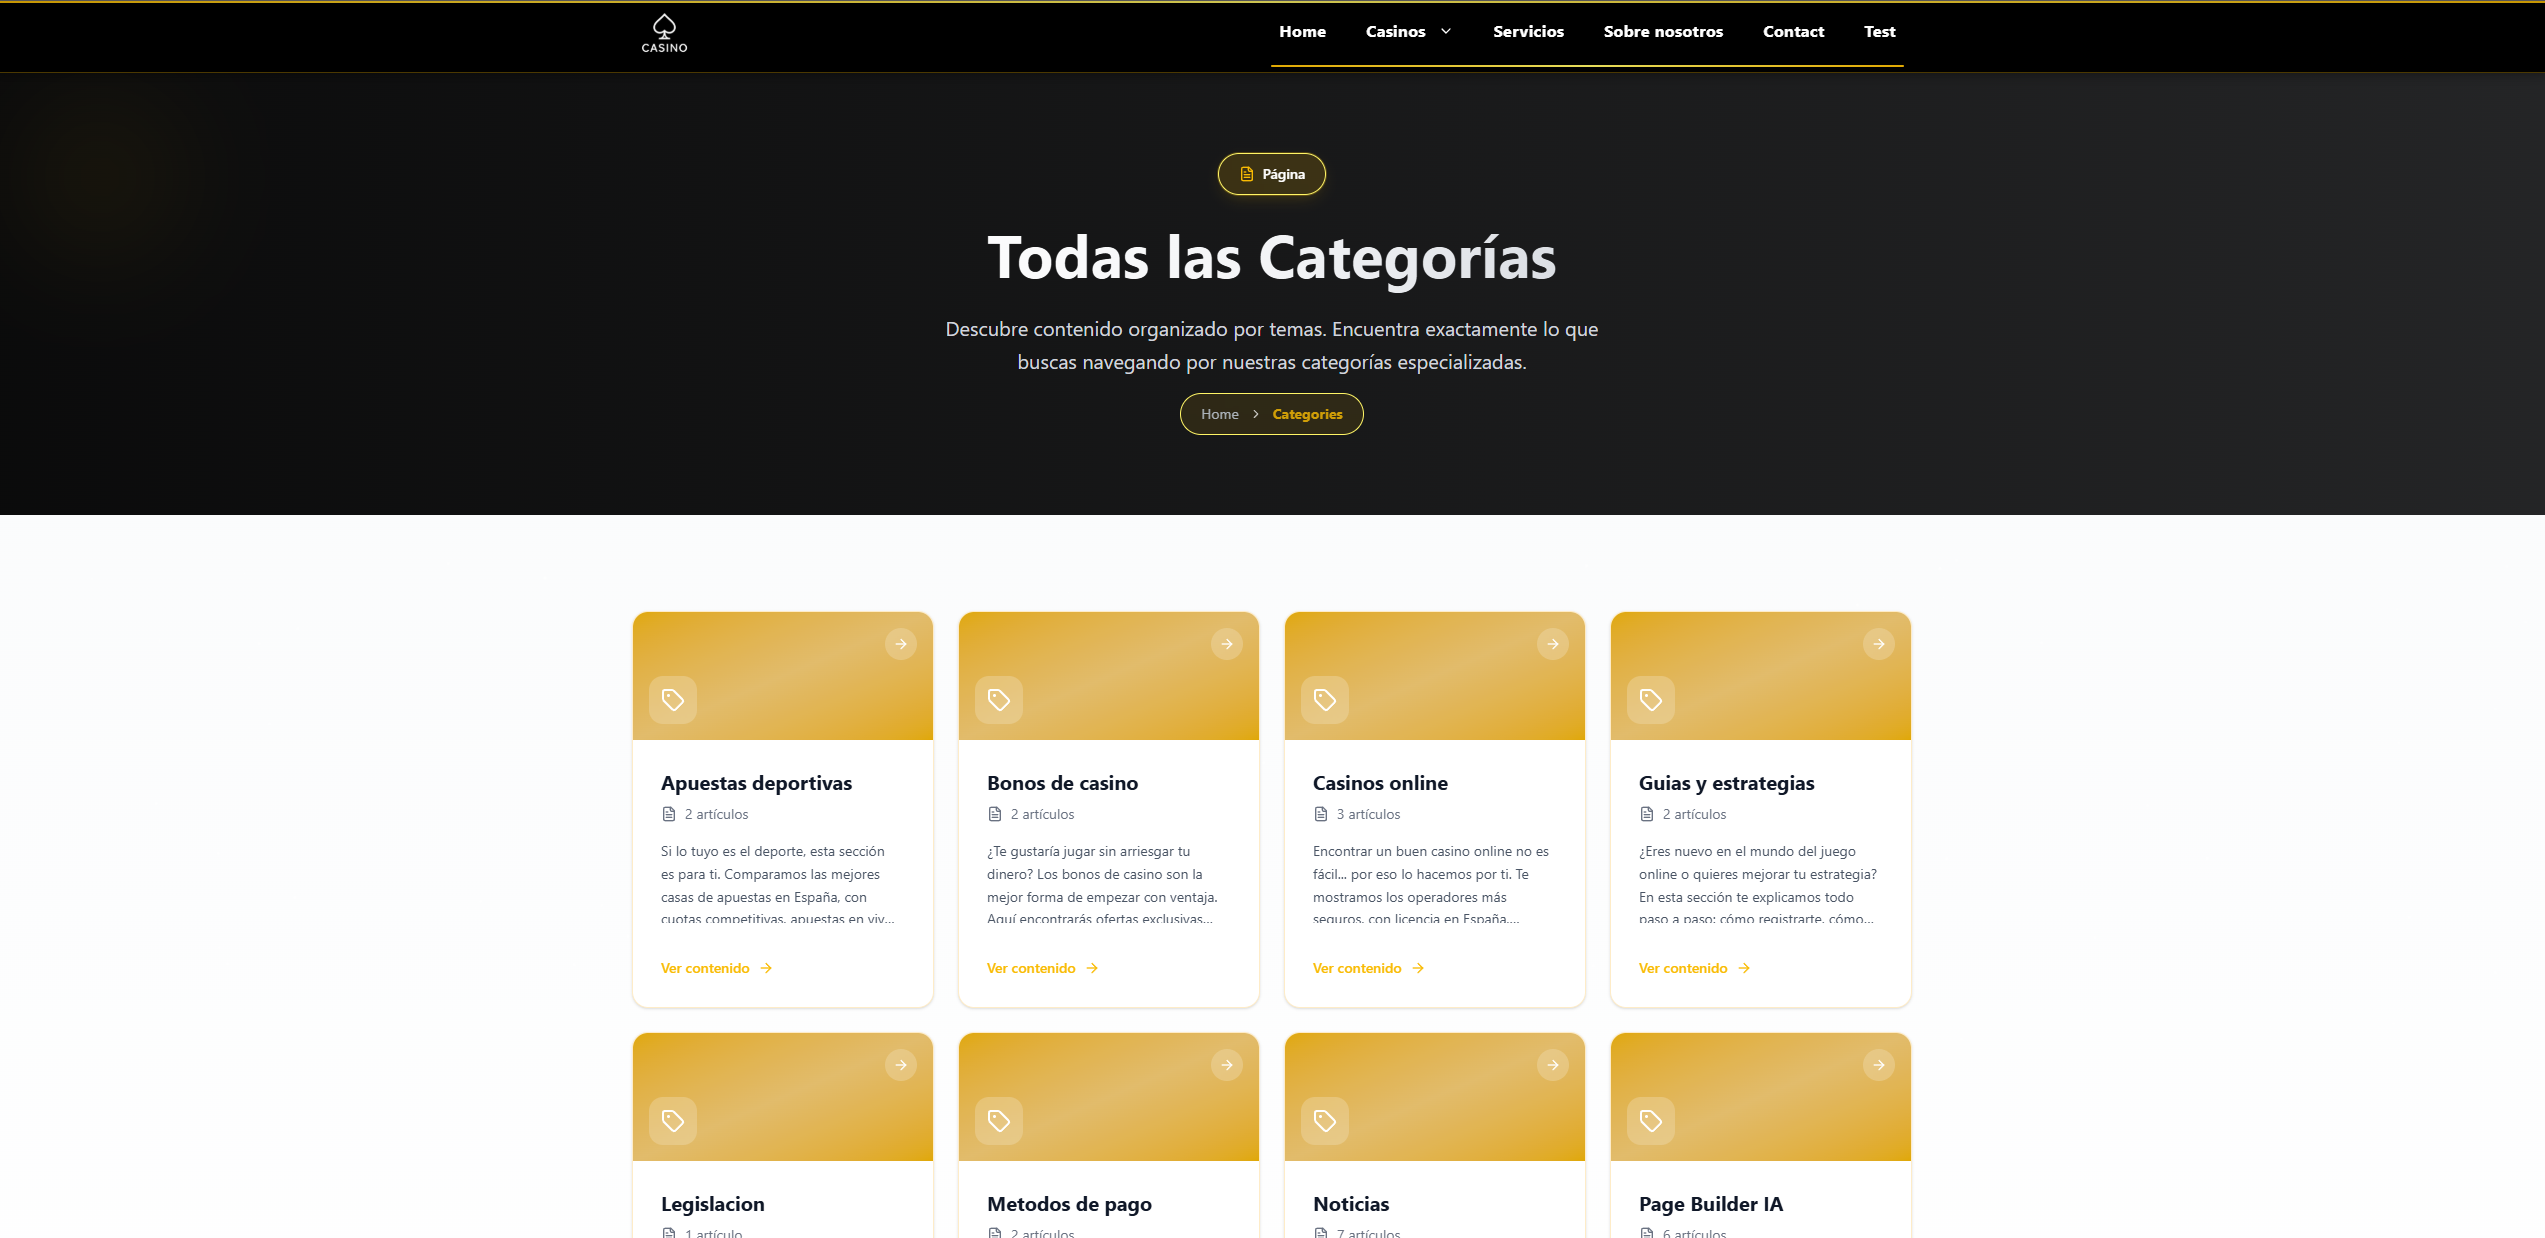 CASINO
Home Casinos Servicios Sobre nosotros Contact Test
Página
Todas las Categorías
Descubre contenido organizado por temas. Encuentra exactamente lo que
buscas navegando por nuestras categorías especializadas.
Home > Categories
Apuestas deportivas
2 artículos
Si lo tuyo es el deporte, esta sección
es para ti. Comparamos las mejores
casas de apuestas en España, con
cuotas competitivas, apuestas en viv...
Ver contenido
Bonos de casino
2 artículos
¿Te gustaría jugar sin arriesgar tu
dinero? Los bonos de casino son la
mejor forma de empezar con ventaja.
Aquí encontrarás ofertas exclusivas...
Ver contenido
Casinos online
3 artículos
Encontrar un buen casino online no es
fácil... por eso lo hacemos por ti. Te
mostramos los operadores más
seguros, con licencia en España,...
Ver contenido
Guias y estrategias
2 artículos
¿Eres nuevo en el mundo del juego
online o quieres mejorar tu estrategia?
En esta sección te explicamos todo
paso a paso: cómo registrarte, cómo...
Ver contenido
Legislacion
1 artículo
Metodos de pago
2 artículos
Noticias
7 artículos
Page Builder IA
6 artículos